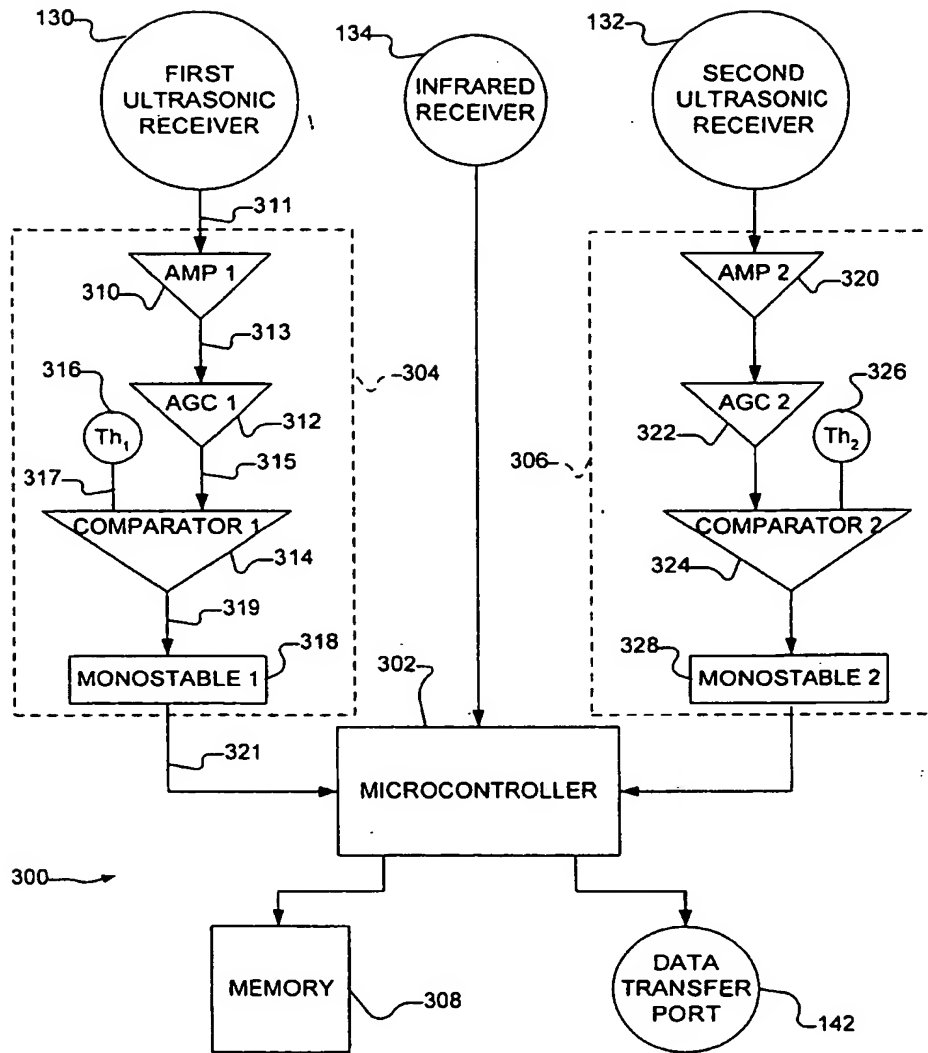 130
134
132
FIRST
ULTRASONIC
RECEIVER
INFRARED
RECEIVER
SECOND
ULTRASONIC
RECEIVER
311
AMP 1
310
AMP 2
320
313
316
304
326
AGC 1
312
AGC 2
322
Th1
Th2
317
315
306
COMPARATOR 1
314
COMPARATOR 2
324
319
318
302
328
MONOSTABLE 1
MONOSTABLE 2
321
MICROCONTROLLER
300
MEMORY
308
DATA
TRANSFER
PORT
142